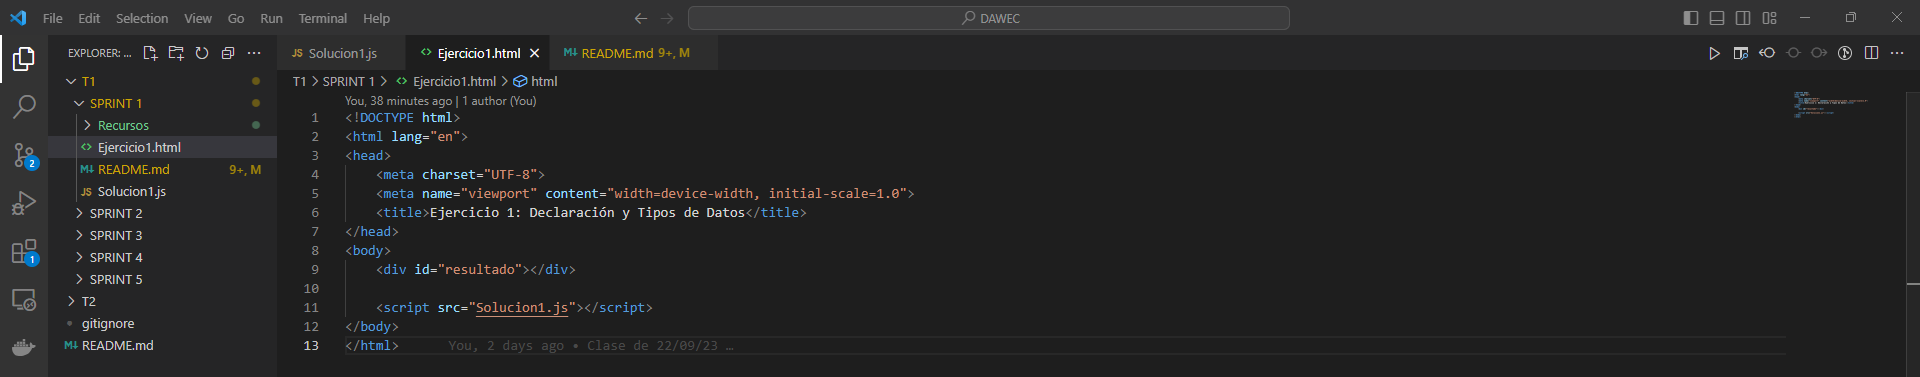 File Edit Selection View Go Run Terminal Help
DAWEC
EXPLORER: ...
Solucion1.js
Ejercicio1.html
README.md 9+, M
T1
SPRINT 1
Recursos
Ejercicio1.html
README.md 9+, M
Solucion1.js
SPRINT 2
SPRINT 3
SPRINT 4
SPRINT 5
T2
gitignore
README.md
2
1
T1 > SPRINT 1 > Ejercicio1.html > html
You, 38 minutes ago | 1 author (You)
1 <!DOCTYPE html>
2 <html lang="en">
3 <head>
4 <meta charset="UTF-8">
5 <meta name="viewport" content="width=device-width, initial-scale=1.0">
6 <title>Ejercicio 1: Declaración y Tipos de Datos</title>
7 </head>
8 <body>
9 <div id="resultado"></div>
10
11 <script src="Solucion1.js"></script>
12 </body>
13 </html> You, 2 days ago • Clase de 22/09/23 …